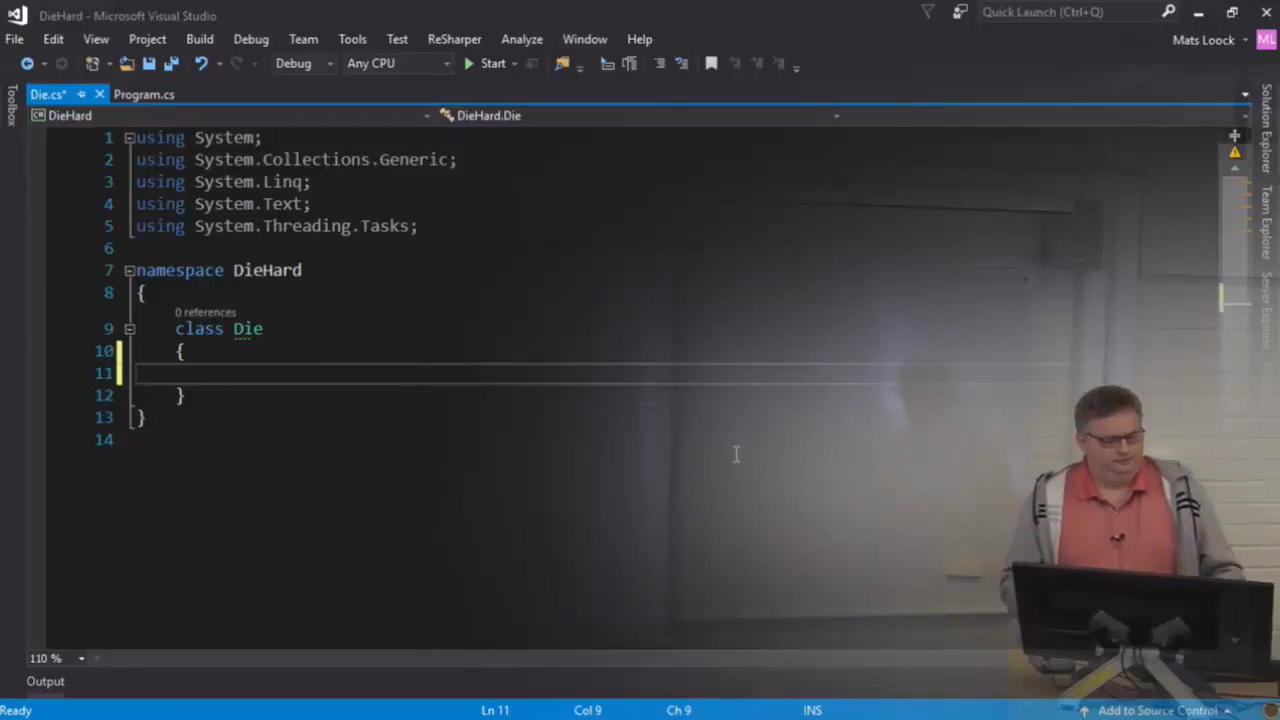 DieHard - Microsoft Visual Studio
Quick Launch (Ctrl+Q)
File Edit View Project Build Debug Team Tools Test ReSharper Analyze Window Help
Mats Loock
ML
Debug Any CPU Start
Die.cs* Program.cs
DieHard DieHard.Die
Toolbox
Solution Explorer
Team Explorer
Server Explorer
1 using System;
2 using System.Collections.Generic;
3 using System.Linq;
4 using System.Text;
5 using System.Threading.Tasks;
6
7 namespace DieHard
8 {
0 references
9 class Die
10 {
11
12 }
13 }
14
110 %
Output
Ready Ln 11 Col 9 Ch 9 INS Add to Source Control